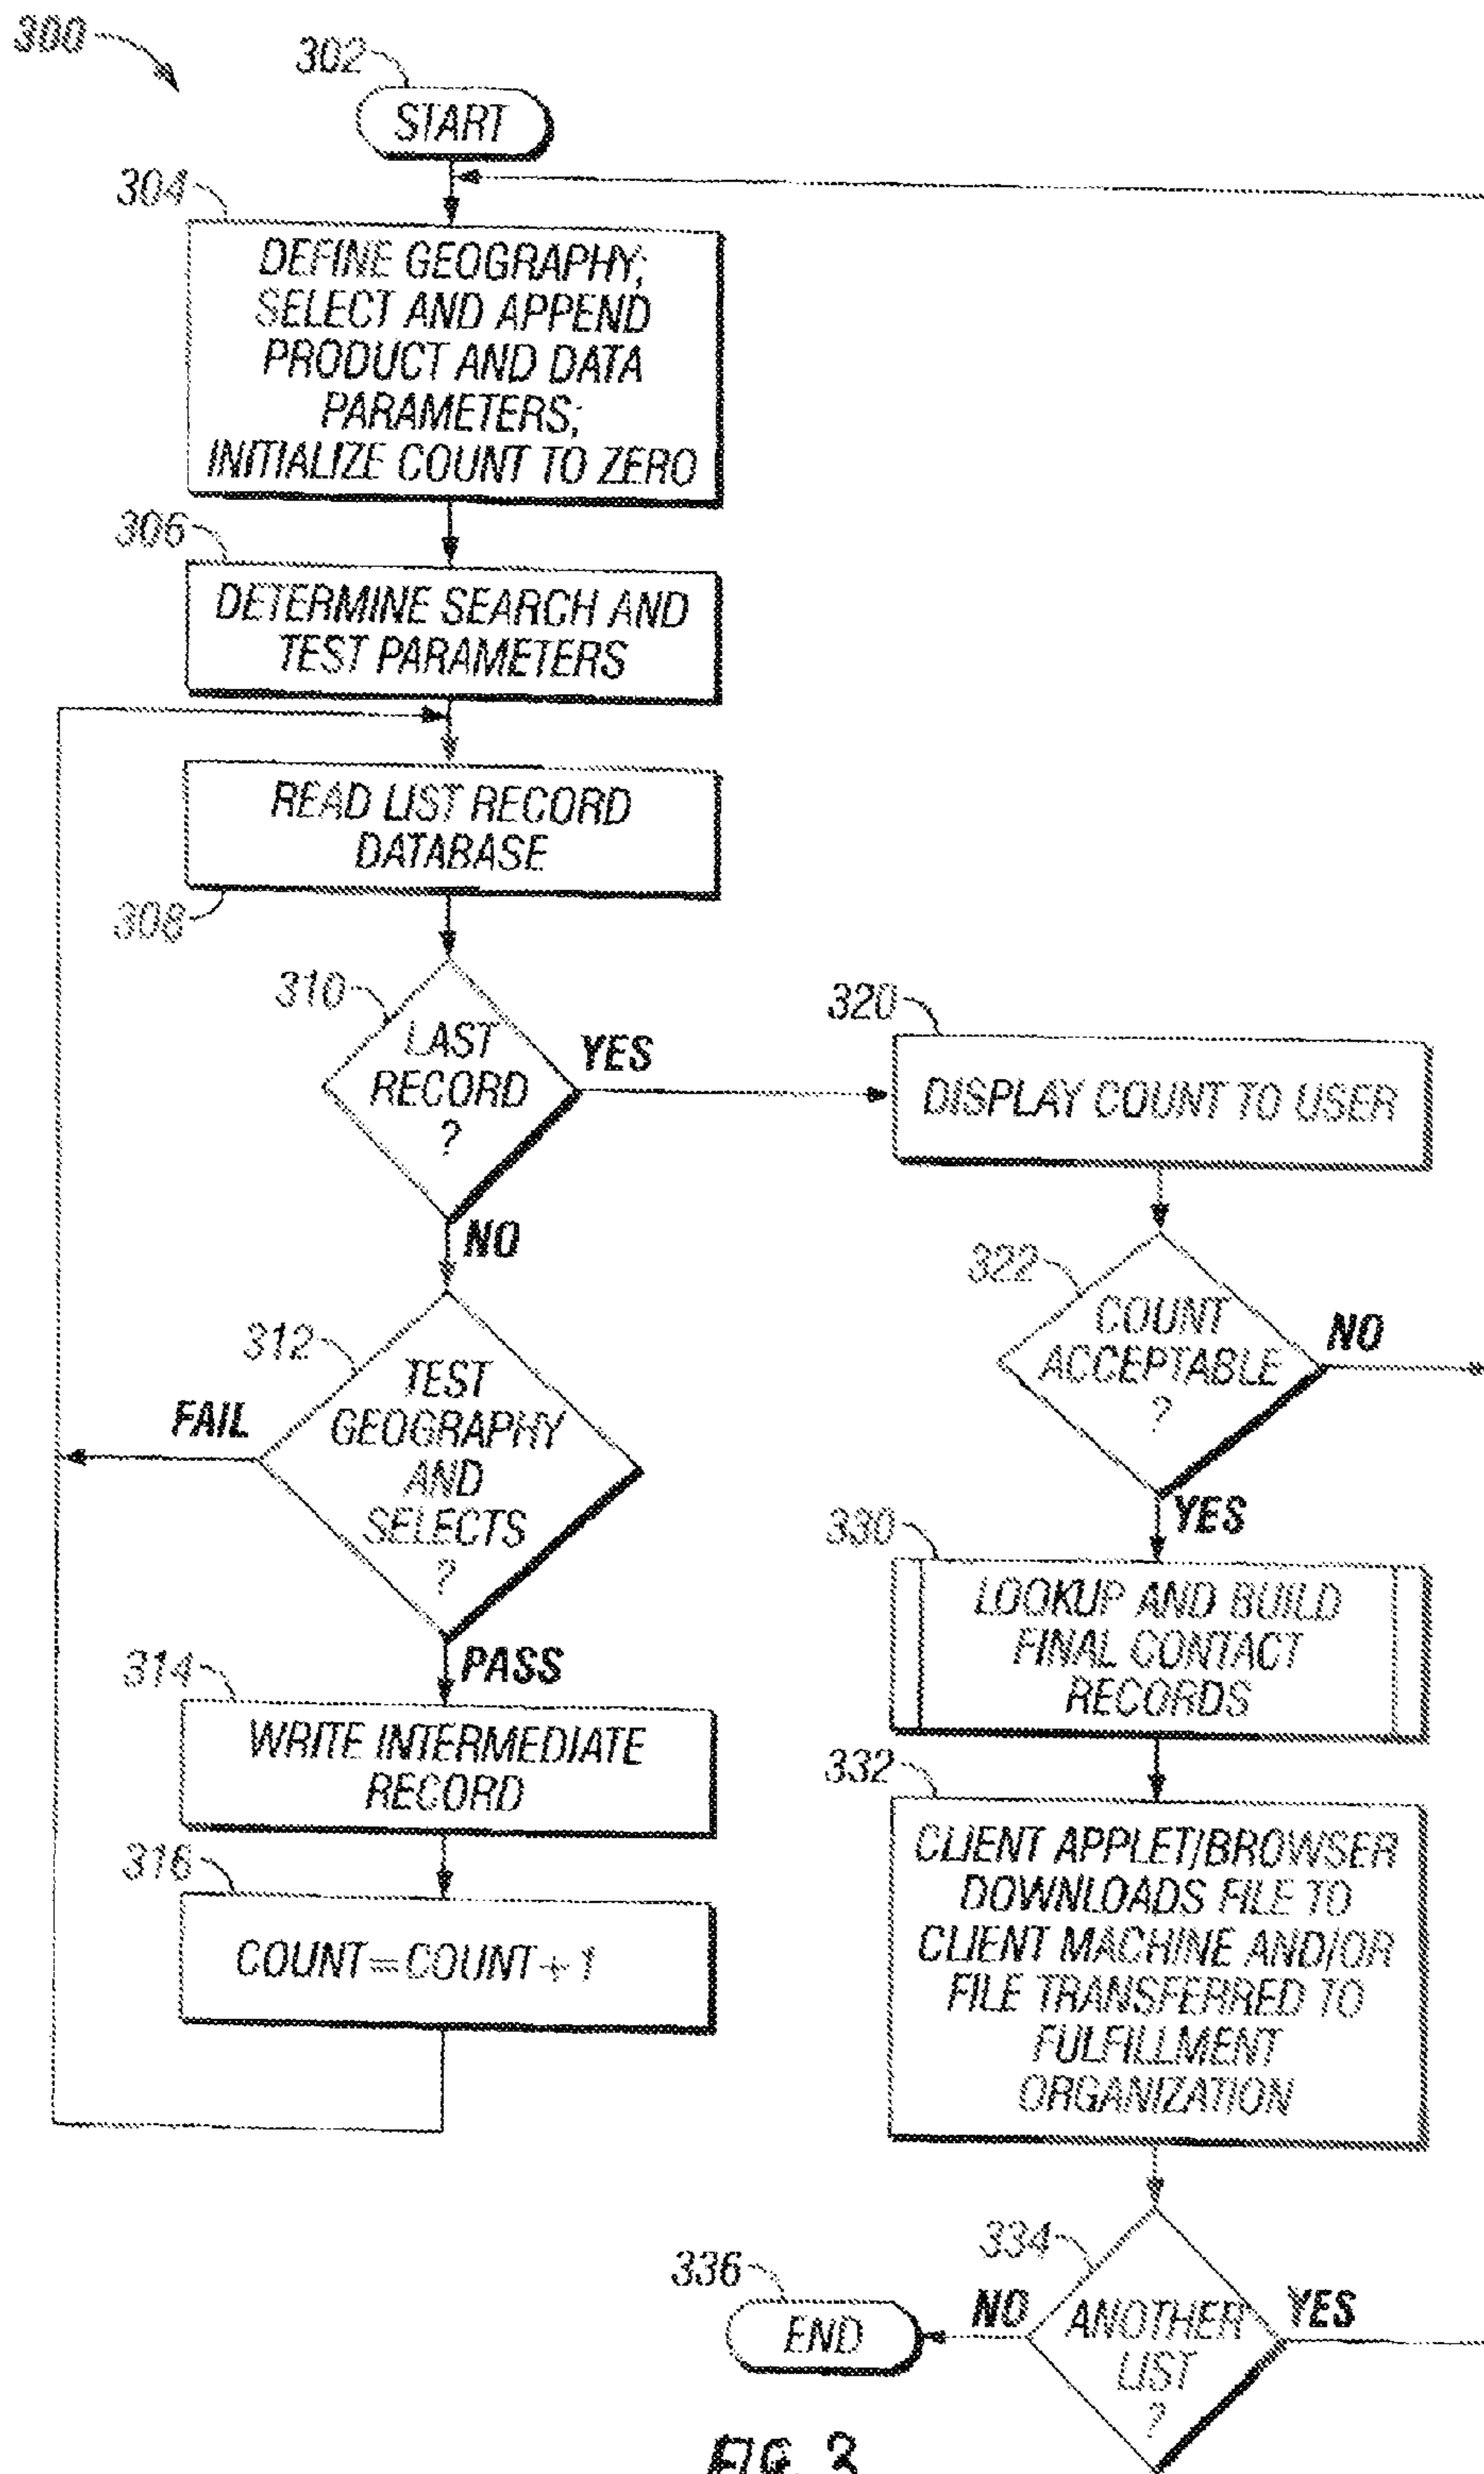 300
302
START
304
DEFINE GEOGRAPHY;
SELECT AND APPEND
PRODUCT AND DATA
PARAMETERS;
INITIALIZE COUNT TO ZERO
306
DETERMINE SEARCH AND
TEST PARAMETERS
READ LIST RECORD
DATABASE
308
310
LAST
RECORD
?
YES
NO
312
TEST
GEOGRAPHY
AND
SELECTS
?
FAIL
PASS
314
WRITE INTERMEDIATE
RECORD
316
COUNT=COUNT+1
320
DISPLAY COUNT TO USER
322
COUNT
ACCEPTABLE
?
NO
YES
330
LOOKUP AND BUILD
FINAL CONTACT
RECORDS
332
CLIENT APPLET/BROWSER
DOWNLOADS FILE TO
CLIENT MACHINE AND/OR
FILE TRANSFERRED TO
FULFILLMENT
ORGANIZATION
334
ANOTHER
LIST
?
NO
YES
336
END
FIG. 3